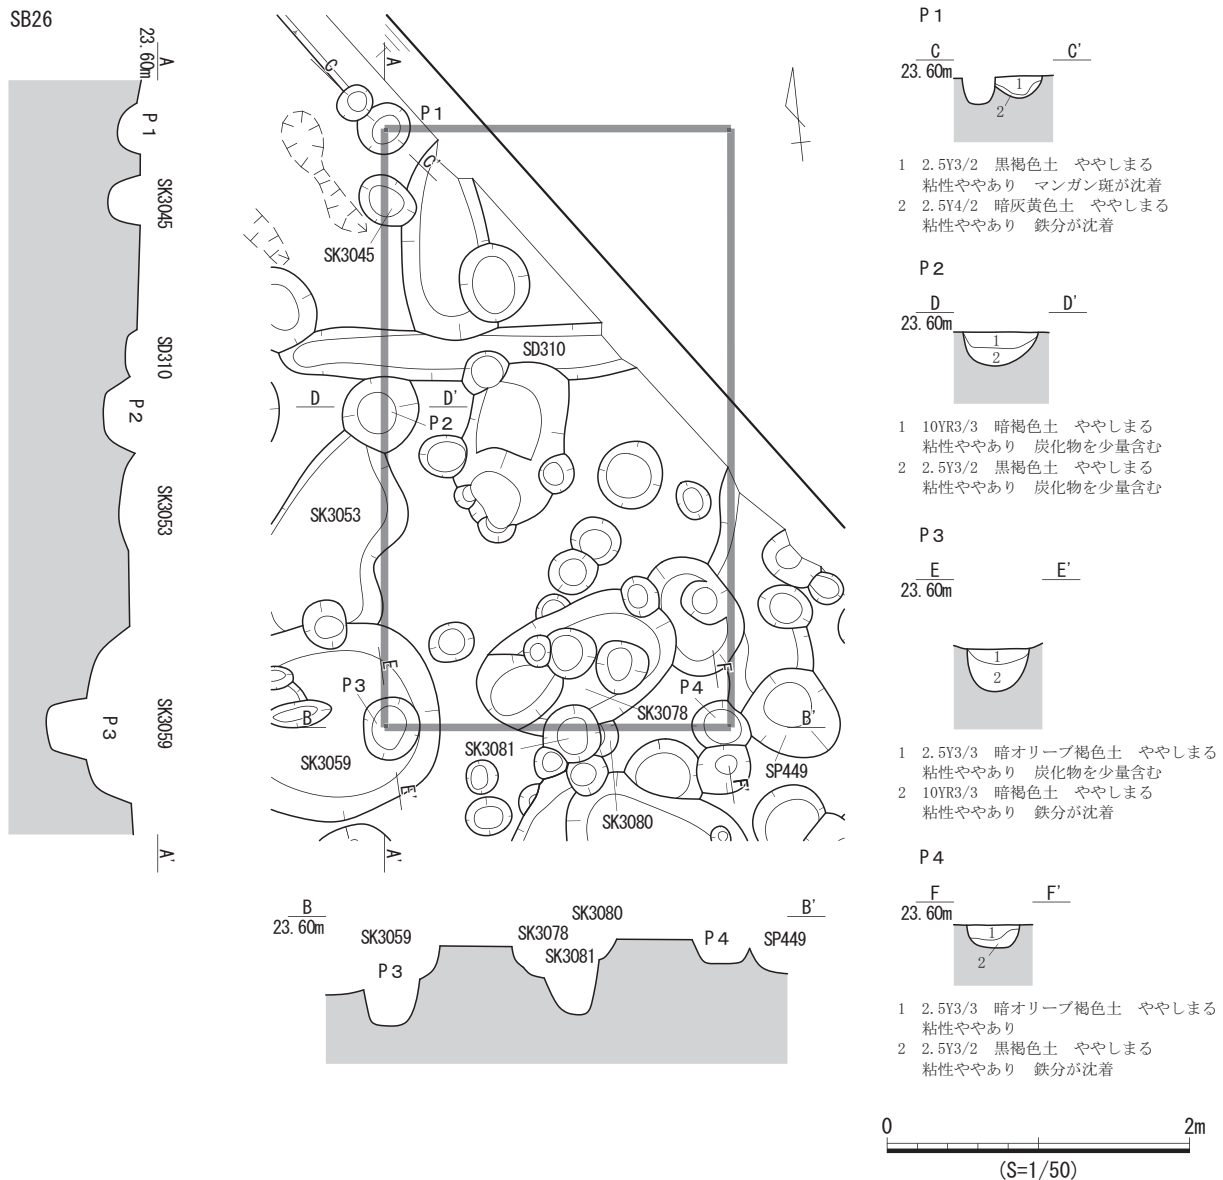 SB26
A
23.60m
P1
SK3045
SD310
P2
SK3053
P3
SK3059
A'
C
A
P1
C'
SK3045
SD310
D
D'
P2
SK3053
E
F
P3
P4
B
SK3078
B'
SK3081
SK3059
SP449
E'
F'
SK3080
A'
B
B'
23.60m
SK3080
SK3059
SK3078
P4
SP449
SK3081
P3
P1
C
C'
23.60m
1
2
1 2.5Y3/2 黒褐色土 ややしまる
粘性ややあり マンガン斑が沈着
2 2.5Y4/2 暗灰黄色土 ややしまる
粘性ややあり 鉄分が沈着
P2
D
D'
23.60m
1
2
1 10YR3/3 暗褐色土 ややしまる
粘性ややあり 炭化物を少量含む
2 2.5Y3/2 黒褐色土 ややしまる
粘性ややあり 炭化物を少量含む
P3
E
E'
23.60m
1
2
1 2.5Y3/3 暗オリーブ褐色土 ややしまる
粘性ややあり 炭化物を少量含む
2 10YR3/3 暗褐色土 ややしまる
粘性ややあり 鉄分が沈着
P4
F
F'
23.60m
1
2
1 2.5Y3/3 暗オリーブ褐色土 ややしまる
粘性ややあり
2 2.5Y3/2 黒褐色土 ややしまる
粘性ややあり 鉄分が沈着
0
2m
(S=1/50)